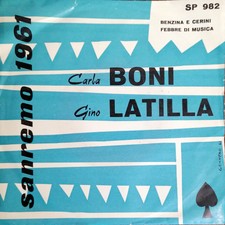 SP 982
BENZINA E CERINI
FEBBRE DI MUSICA
sanremo 1961
Carla BONI
Gino LATILLA